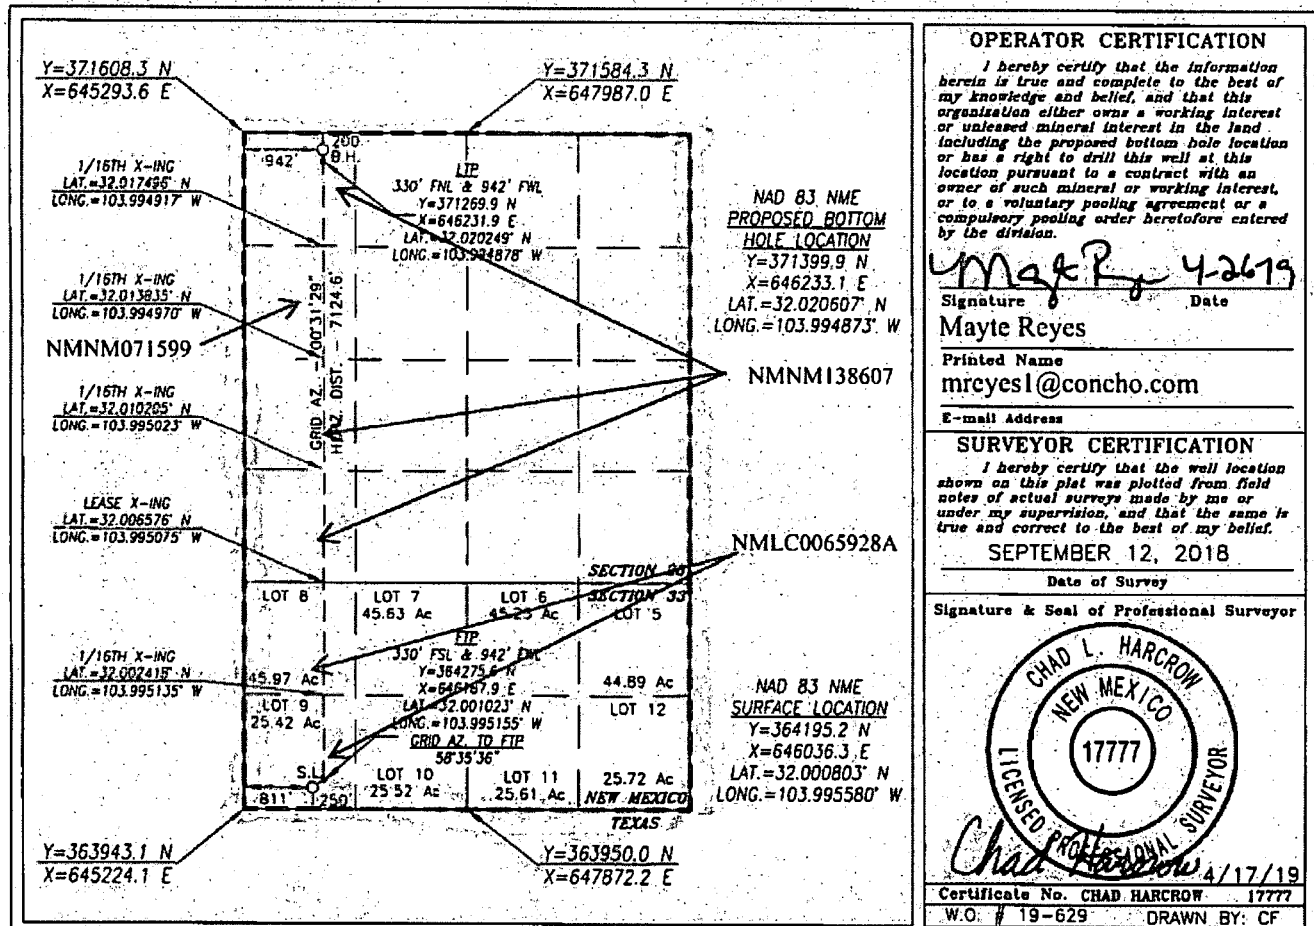 Y=371608.3 N
X=645293.6 E
Y=371584.3 N
X=647987.0 E
200'
B.H.
942'
1/16TH X-ING
LAT.=32.017496° N
LONG.=103.994917° W
LTP
330' FNL & 942' FWL
Y=371269.9 N
X=646231.9 E
LAT.=32.020249° N
LONG.=103.994878° W
NAD 83 NME
PROPOSED BOTTOM
HOLE LOCATION
Y=371399.9 N
X=646233.1 E
LAT.=32.020607° N
LONG.=103.994873° W
1/16TH X-ING
LAT.=32.013835° N
LONG.=103.994970° W
NMNM071599
GRID AZ. - 00°31'29"
HORZ. DIST. - 7124.6'
NMNM138607
1/16TH X-ING
LAT.=32.010205° N
LONG.=103.995023° W
LEASE X-ING
LAT.=32.006576° N
LONG.=103.995075° W
NMLC0065928A
SECTION
SECTION 33
LOT 8
LOT 7
45.63 Ac
LOT 6
45.23 Ac
LOT 5
FTP
330' FSL & 942' FWL
Y=364275.6 N
X=646167.9 E
LAT.=32.001023° N
LONG.=103.995155° W
GRID AZ. TO FTP
58°35'36"
1/16TH X-ING
LAT.=32.002415° N
LONG.=103.995135° W
45.97 Ac
LOT 9
25.42 Ac
44.89 Ac
LOT 12
NAD 83 NME
SURFACE LOCATION
Y=364195.2 N
X=646036.3 E
LAT.=32.000803° N
LONG.=103.995580° W
S.L.
811'
250'
LOT 10
25.52 Ac
LOT 11
25.61 Ac
25.72 Ac
NEW MEXICO
TEXAS
Y=363943.1 N
X=645224.1 E
Y=363950.0 N
X=647872.2 E
OPERATOR CERTIFICATION
I hereby certify that the information
herein is true and complete to the best of
my knowledge and belief, and that this
organization either owns a working interest
or unleased mineral interest in the land
including the proposed bottom hole location
or has a right to drill this well at this
location pursuant to a contract with an
owner of such mineral or working interest,
or to a voluntary pooling agreement or a
compulsory pooling order heretofore entered
by the division.
4-26-19
Signature Date
Mayte Reyes
Printed Name
mreyes1@concho.com
E-mail Address
SURVEYOR CERTIFICATION
I hereby certify that the well location
shown on this plat was plotted from field
notes of actual surveys made by me or
under my supervision, and that the same is
true and correct to the best of my belief.
SEPTEMBER 12, 2018
Date of Survey
Signature & Seal of Professional Surveyor
CHAD L. HARCROW
NEW MEXICO
17777
LICENSED PROFESSIONAL SURVEYOR
Chad Harcrow 4/17/19
Certificate No. CHAD HARCROW 17777
W.O. # 19-629 DRAWN BY: CF